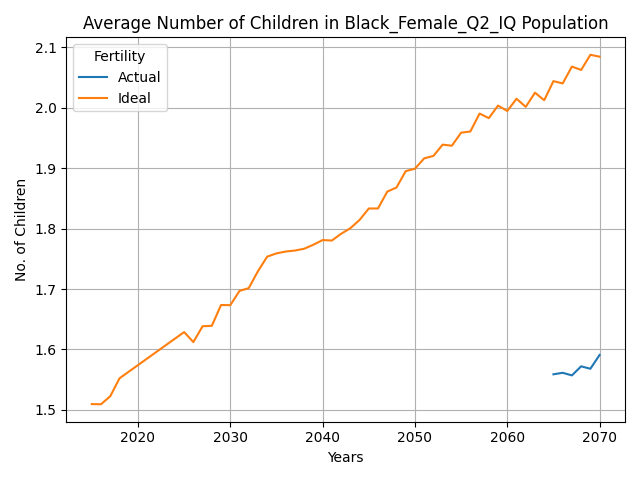 Average Number of Children in Black_Female_Q2_IQ Population
Fertility
Actual
Ideal
No. of Children
2.1
2.0
1.9
1.8
1.7
1.6
1.5
2020 2030 2040 2050 2060 2070
Years